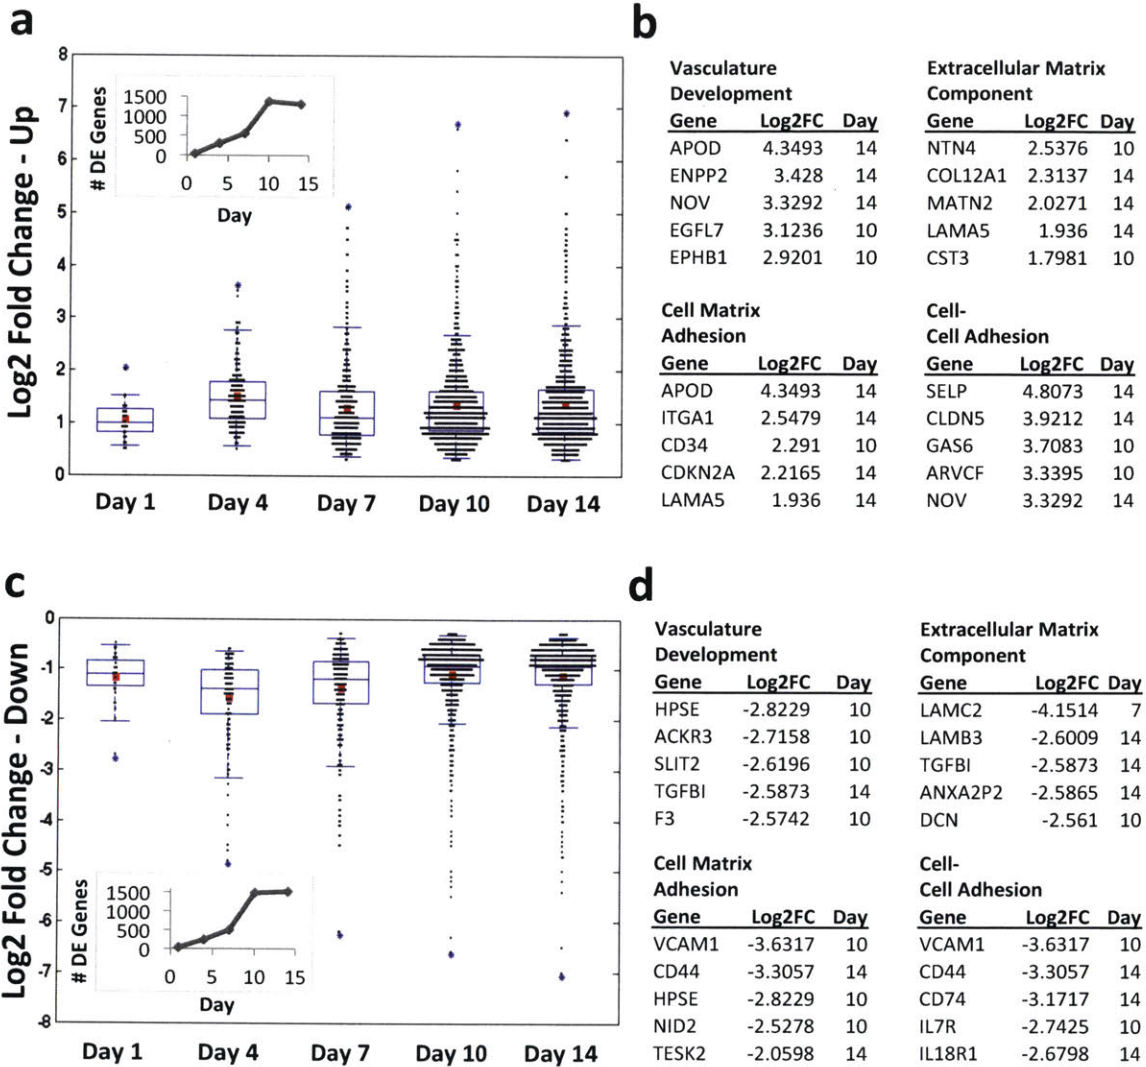 a
Log2 Fold Change - Up
8
7
6
5
4
3
2
1
0
# DE Genes
1500
1000
500
0
0 5 10 15
Day
Day 1 Day 4 Day 7 Day 10 Day 14
b
Vasculature
Development
Gene Log2FC Day
APOD 4.3493 14
ENPP2 3.428 14
NOV 3.3292 14
EGFL7 3.1236 10
EPHB1 2.9201 10
Extracellular Matrix
Component
Gene Log2FC Day
NTN4 2.5376 10
COL12A1 2.3137 14
MATN2 2.0271 14
LAMA5 1.936 14
CST3 1.7981 10
Cell Matrix
Adhesion
Gene Log2FC Day
APOD 4.3493 14
ITGA1 2.5479 14
CD34 2.291 10
CDKN2A 2.2165 14
LAMA5 1.936 14
Cell-
Cell Adhesion
Gene Log2FC Day
SELP 4.8073 14
CLDN5 3.9212 14
GAS6 3.7083 10
ARVCF 3.3395 10
NOV 3.3292 14
c
Log2 Fold Change - Down
0
-1
-2
-3
-4
-5
-6
-7
-8
# DE Genes
1500
1000
500
0
0 5 10 15
Day
Day 1 Day 4 Day 7 Day 10 Day 14
d
Vasculature
Development
Gene Log2FC Day
HPSE -2.8229 10
ACKR3 -2.7158 10
SLIT2 -2.6196 10
TGFBI -2.5873 14
F3 -2.5742 10
Extracellular Matrix
Component
Gene Log2FC Day
LAMC2 -4.1514 7
LAMB3 -2.6009 14
TGFBI -2.5873 14
ANXA2P2 -2.5865 14
DCN -2.561 10
Cell Matrix
Adhesion
Gene Log2FC Day
VCAM1 -3.6317 10
CD44 -3.3057 14
HPSE -2.8229 10
NID2 -2.5278 10
TESK2 -2.0598 14
Cell-
Cell Adhesion
Gene Log2FC Day
VCAM1 -3.6317 10
CD44 -3.3057 14
CD74 -3.1717 14
IL7R -2.7425 10
IL18R1 -2.6798 14